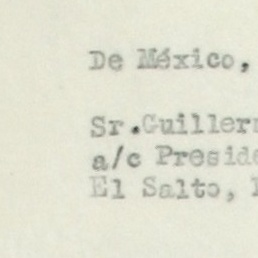 De México,
Sr.Guiller
a/c Preside
El Salto,